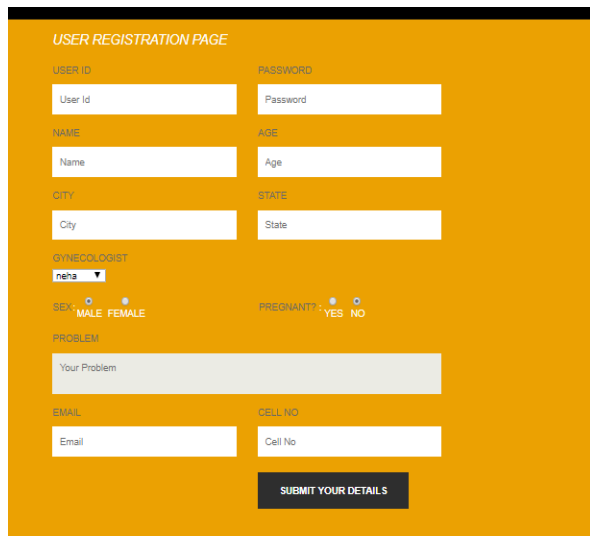 USER REGISTRATION PAGE
USER ID PASSWORD
User Id Password
NAME AGE
Name Age
CITY STATE
City State
GYNECOLOGIST
neha
SEX: MALE FEMALE PREGNANT? : YES NO
PROBLEM
Your Problem
EMAIL CELL NO
Email Cell No
SUBMIT YOUR DETAILS